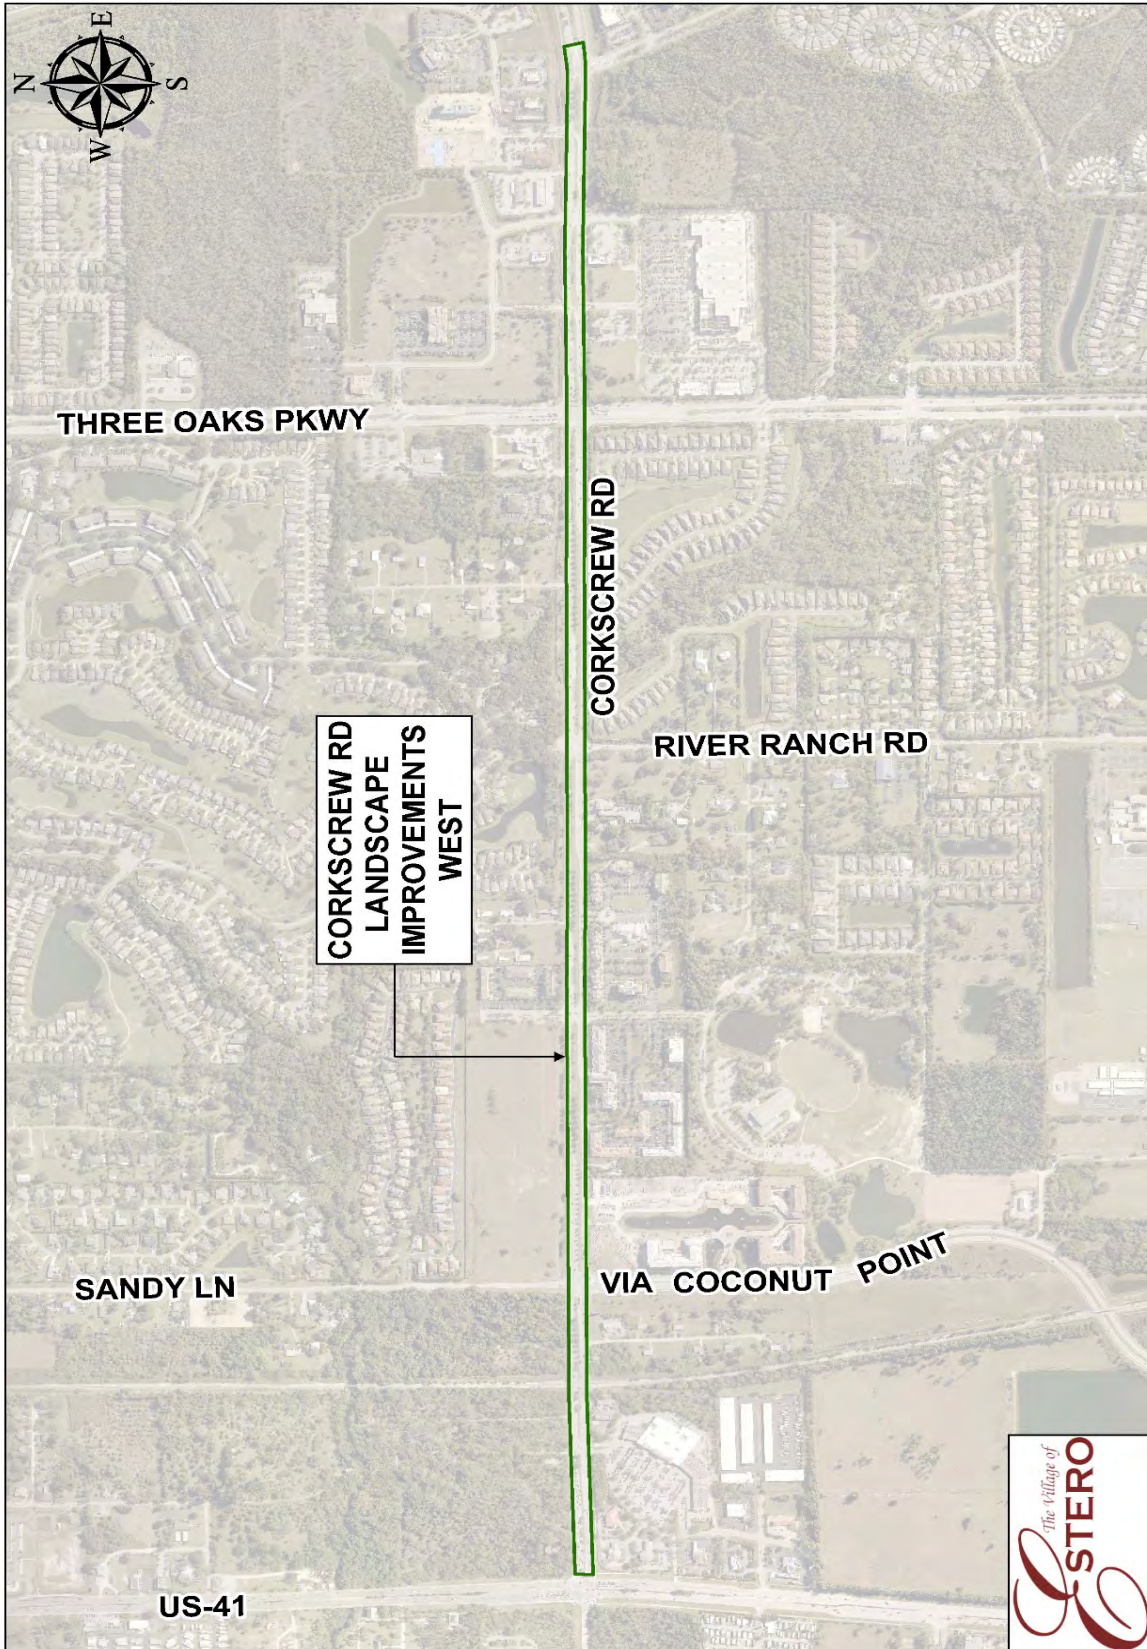 N
E
S
W
THREE OAKS PKWY
CORKSCREW RD
RIVER RANCH RD
CORKSCREW RD
LANDSCAPE
IMPROVEMENTS
WEST
SANDY LN
VIA COCONUT POINT
US-41
The Village of
ESTERO